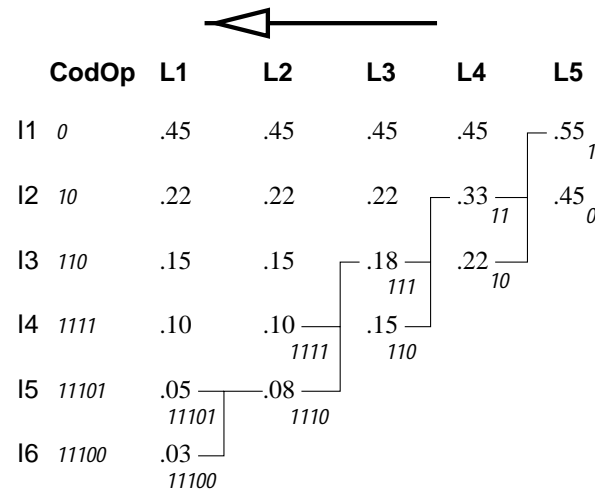 CodOp L1 L2 L3 L4 L5
I1 0 .45 .45 .45 .45 .55 1
I2 10 .22 .22 .22 .33 11 .45 0
I3 110 .15 .15 .18 111 .22 10
I4 1111 .10 .10 1111 .15 110
I5 11101 .05 11101 .08 1110
I6 11100 .03 11100